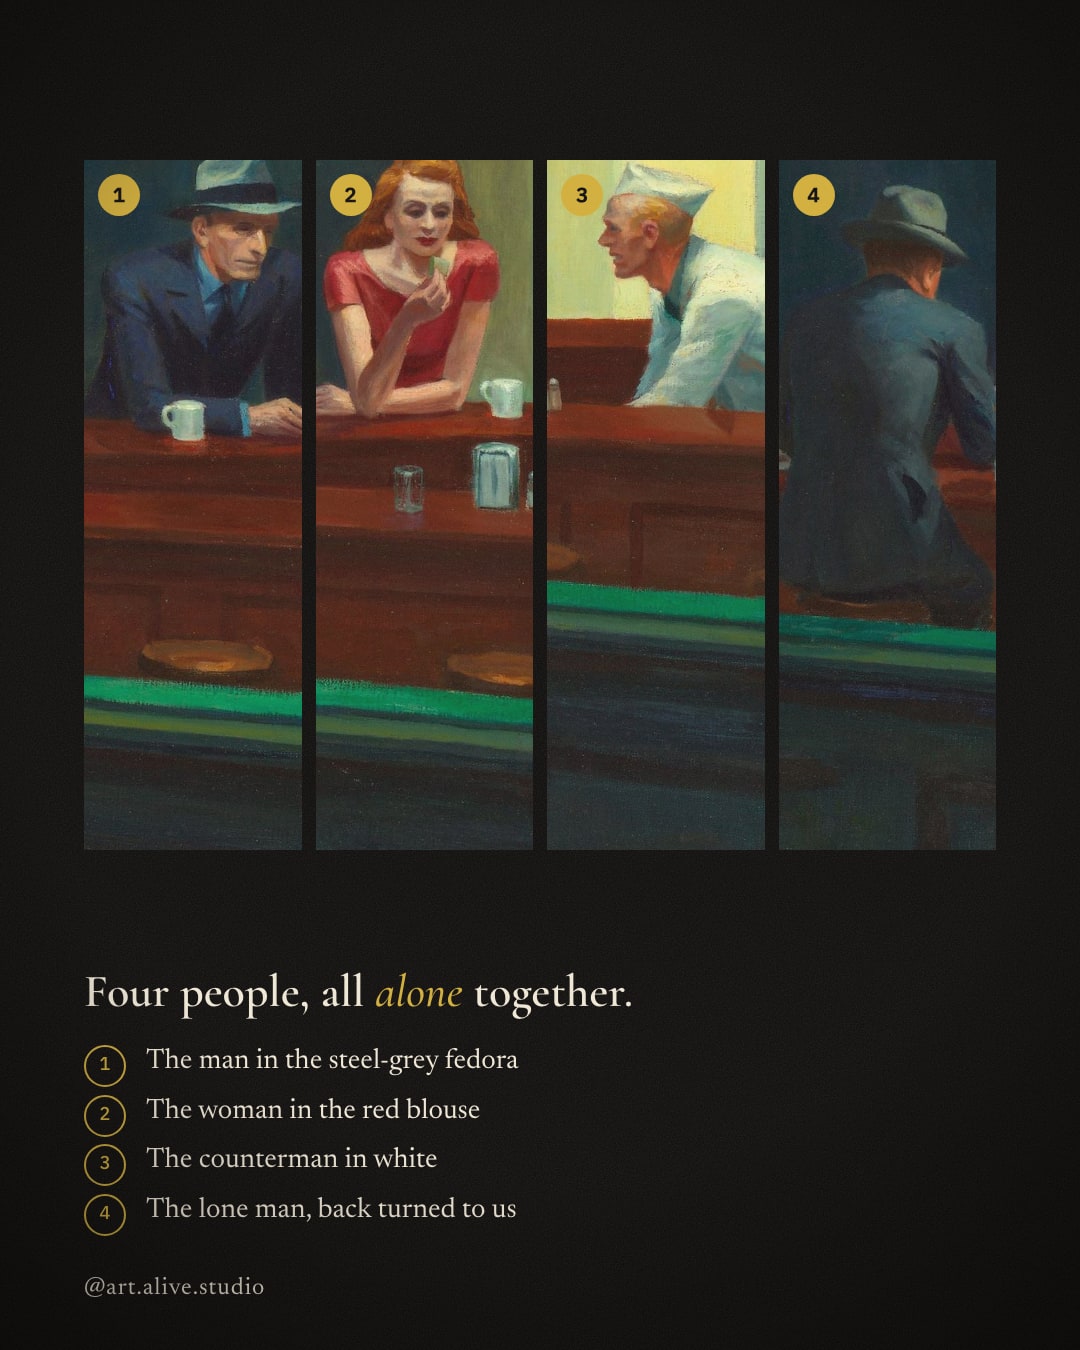 1
2
3
4
Four people, all alone together.
1 The man in the steel-grey fedora
2 The woman in the red blouse
3 The counterman in white
4 The lone man, back turned to us
@art.alive.studio